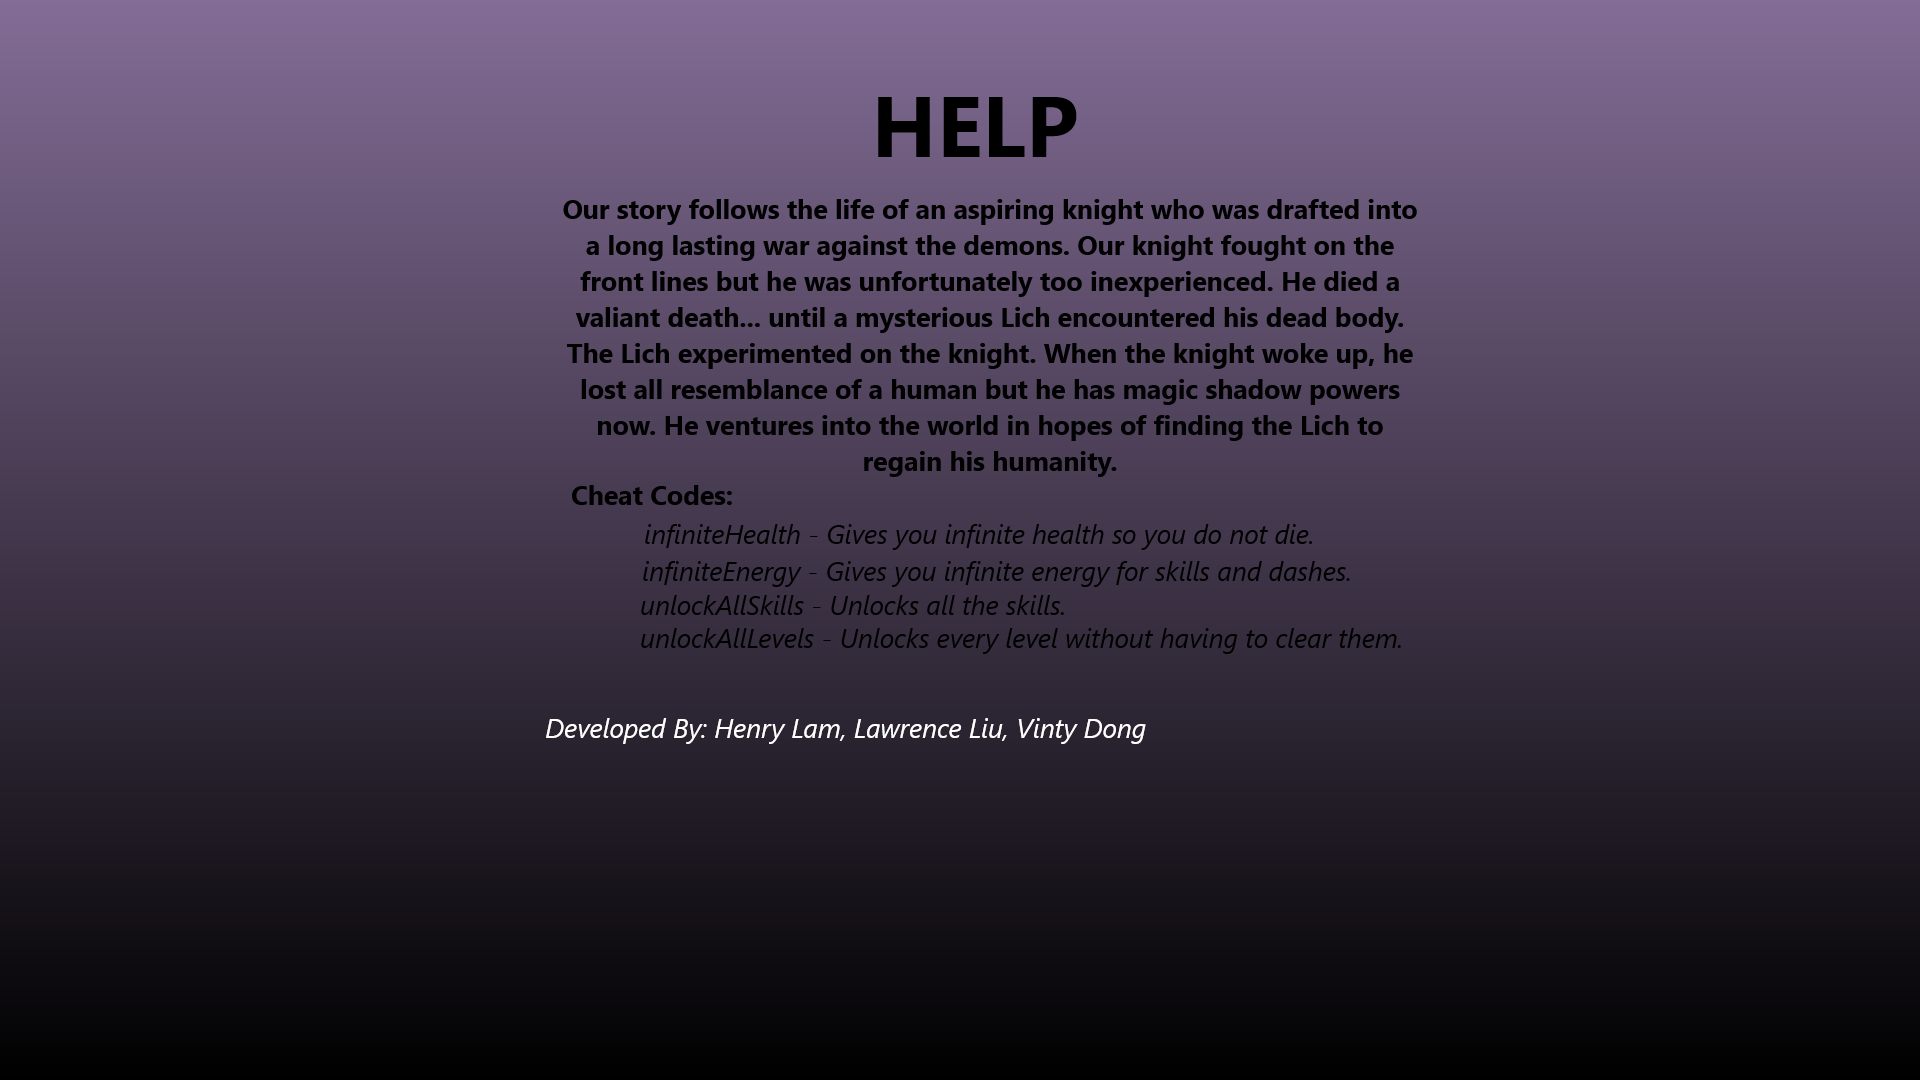 HELP
Our story follows the life of an aspiring knight who was drafted into
a long lasting war against the demons. Our knight fought on the
front lines but he was unfortunately too inexperienced. He died a
valiant death... until a mysterious Lich encountered his dead body.
The Lich experimented on the knight. When the knight woke up, he
lost all resemblance of a human but he has magic shadow powers
now. He ventures into the world in hopes of finding the Lich to
regain his humanity.
Cheat Codes:
infiniteHealth - Gives you infinite health so you do not die.
infiniteEnergy - Gives you infinite energy for skills and dashes.
unlockAllSkills - Unlocks all the skills.
unlockAllLevels - Unlocks every level without having to clear them.
Developed By: Henry Lam, Lawrence Liu, Vinty Dong